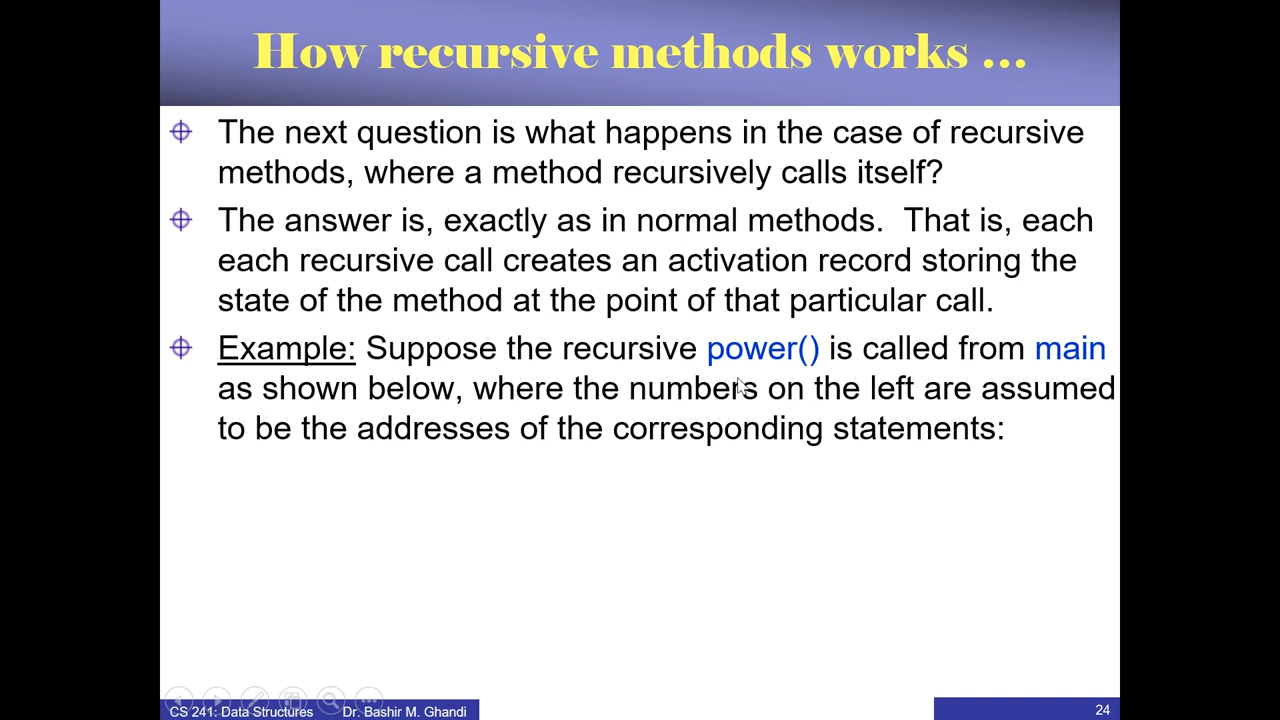 How recursive methods works ...
The next question is what happens in the case of recursive
methods, where a method recursively calls itself?
The answer is, exactly as in normal methods.  That is, each
each recursive call creates an activation record storing the
state of the method at the point of that particular call.
Example: Suppose the recursive power() is called from main
as shown below, where the numbers on the left are assumed
to be the addresses of the corresponding statements:
CS 241: Data Structures Dr. Bashir M. Ghandi 24